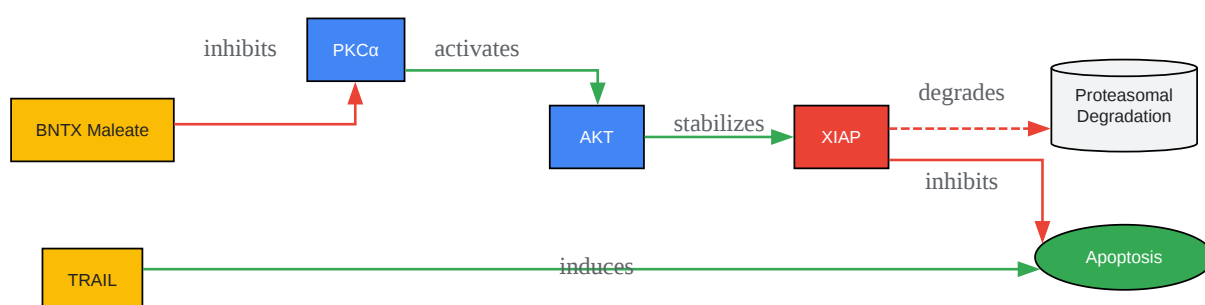 inhibits
PKCα
activates
BNTX Maleate
AKT
stabilizes
XIAP
degrades
Proteasomal
Degradation
inhibits
TRAIL
induces
Apoptosis